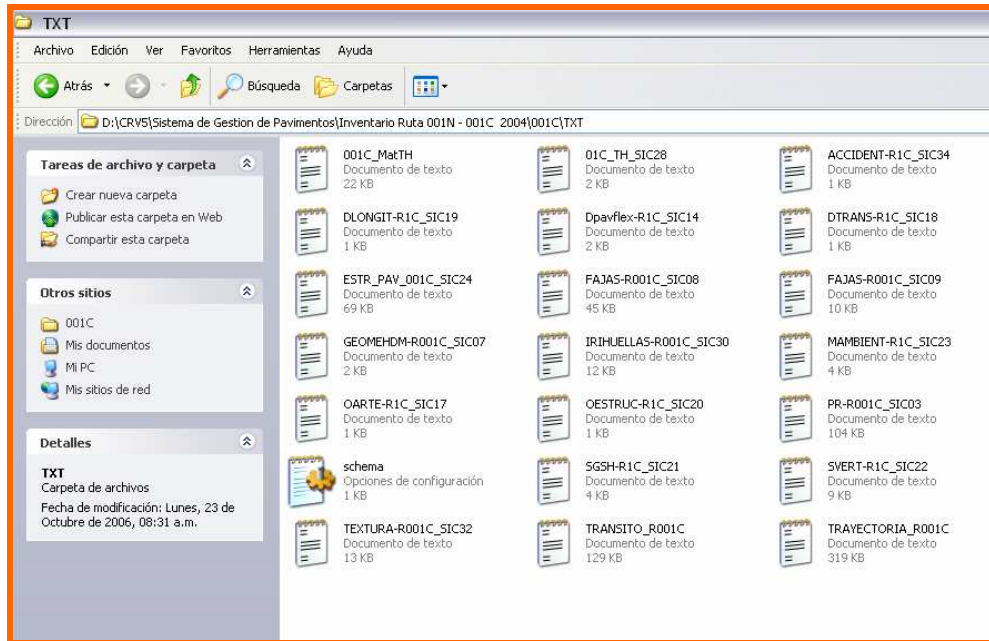 TXT
Archivo Edición Ver Favoritos Herramientas Ayuda
Atrás Búsqueda Carpetas
Dirección D:\CRV5\Sistema de Gestion de Pavimentos\Inventario Ruta 001N - 001C 2004\001C\TXT
Tareas de archivo y carpeta
Crear nueva carpeta
Publicar esta carpeta en Web
Compartir esta carpeta
Otros sitios
001C
Mis documentos
Mi PC
Mis sitios de red
Detalles
TXT
Carpeta de archivos
Fecha de modificación: Lunes, 23 de
Octubre de 2006, 08:31 a.m.
001C_MatTH
Documento de texto
22 KB
01C_TH_SIC28
Documento de texto
2 KB
ACCIDENT-R1C_SIC34
Documento de texto
1 KB
DLONGIT-R1C_SIC19
Documento de texto
1 KB
Dpavflex-R1C_SIC14
Documento de texto
2 KB
DTRANS-R1C_SIC18
Documento de texto
1 KB
ESTR_PAV_001C_SIC24
Documento de texto
69 KB
FAJAS-R001C_SIC08
Documento de texto
45 KB
FAJAS-R001C_SIC09
Documento de texto
10 KB
GEOMEHDM-R001C_SIC07
Documento de texto
2 KB
IRIHUELLAS-R001C_SIC30
Documento de texto
12 KB
MAMBIENT-R1C_SIC23
Documento de texto
4 KB
OARTE-R1C_SIC17
Documento de texto
1 KB
OESTRUC-R1C_SIC20
Documento de texto
1 KB
PR-R001C_SIC03
Documento de texto
104 KB
schema
Opciones de configuración
1 KB
SGSH-R1C_SIC21
Documento de texto
4 KB
SVERT-R1C_SIC22
Documento de texto
9 KB
TEXTURA-R001C_SIC32
Documento de texto
13 KB
TRANSITO_R001C
Documento de texto
129 KB
TRAYECTORIA_R001C
Documento de texto
319 KB